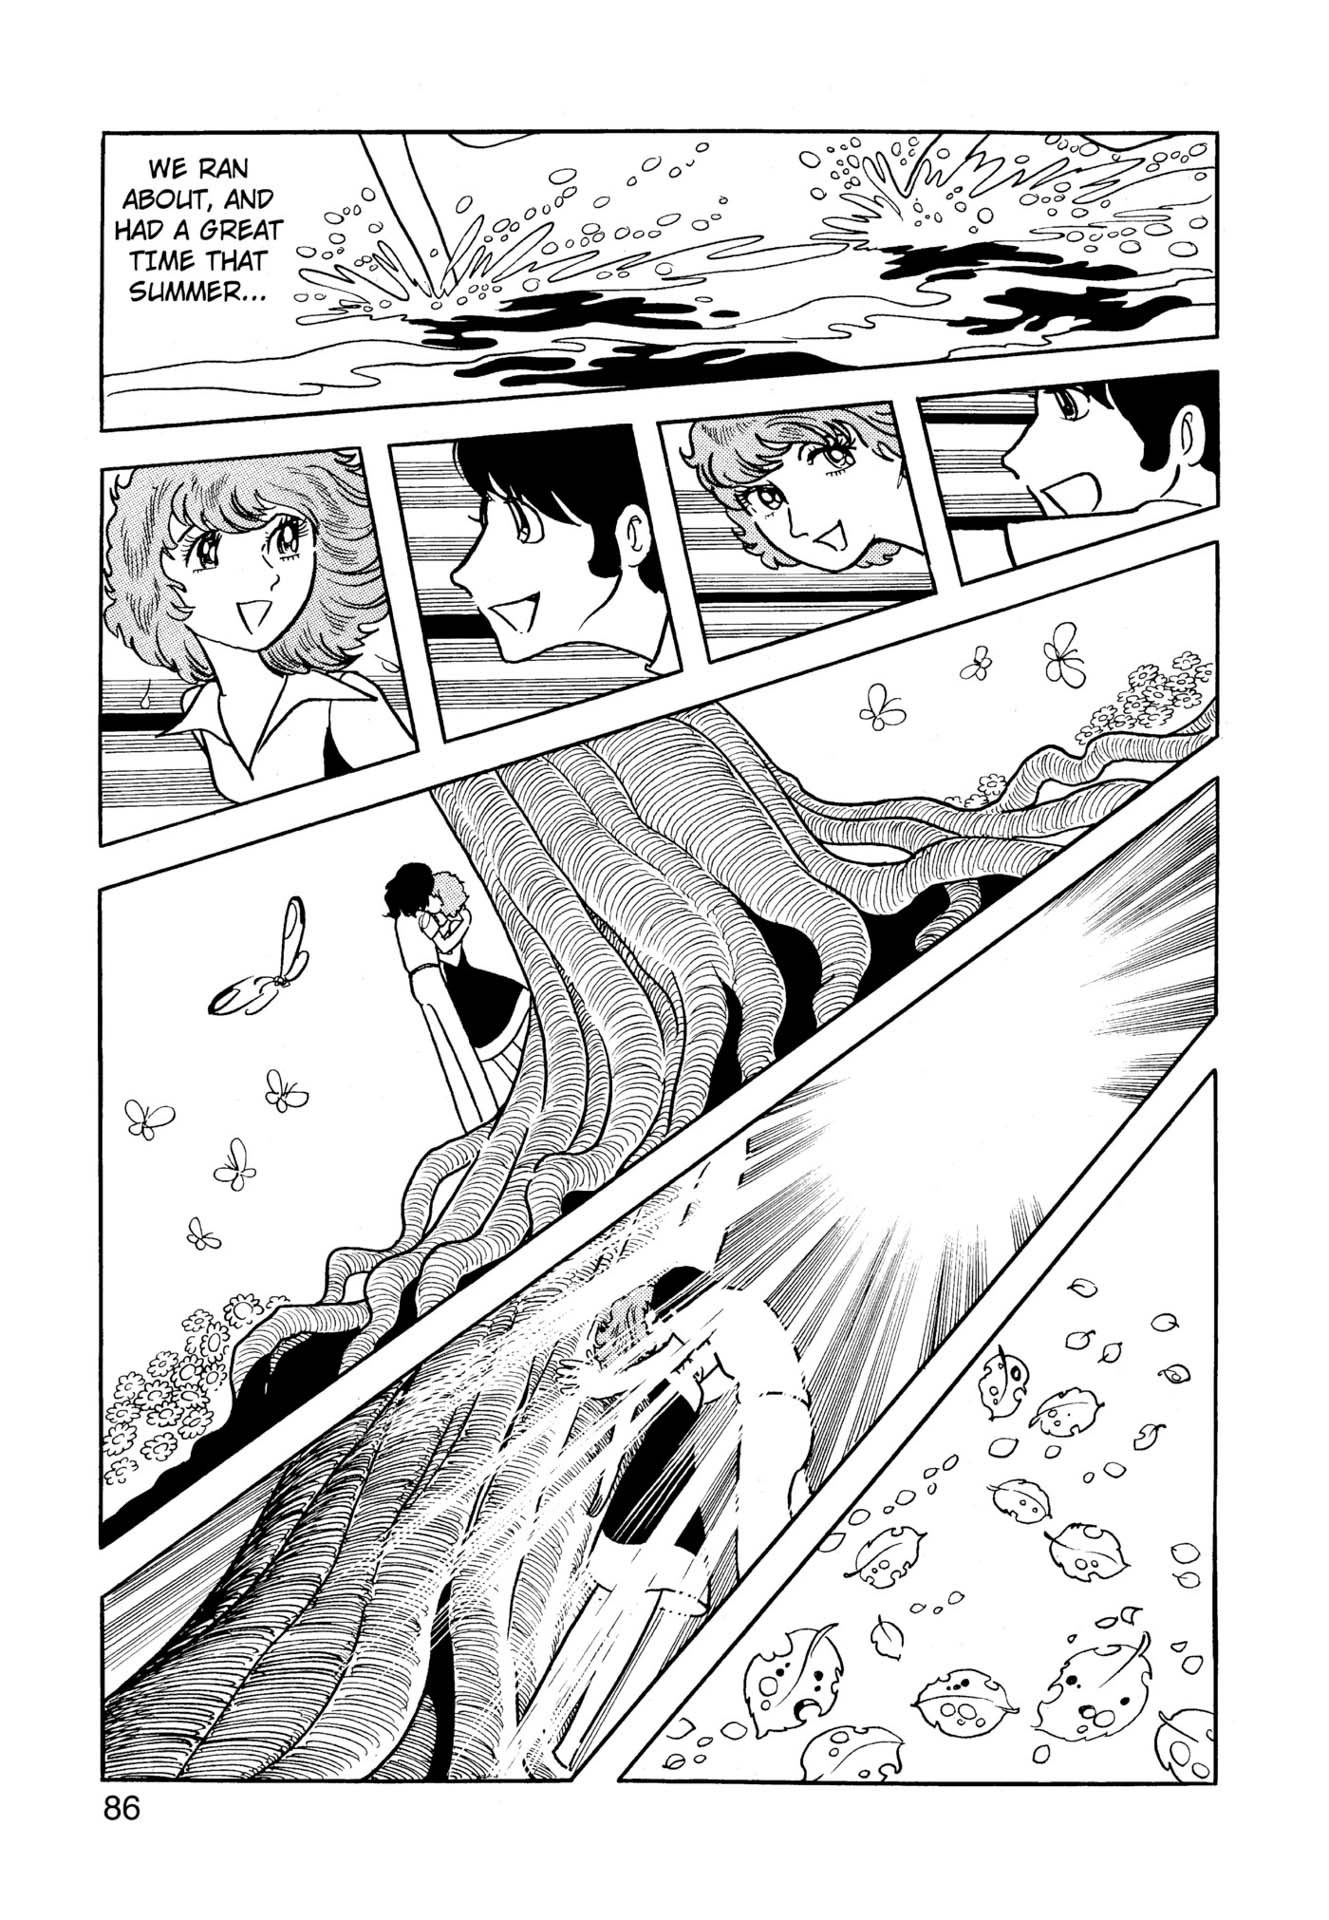 WE RAN
ABOUT, AND
HAD A GREAT
TIME THAT
SUMMER...
86